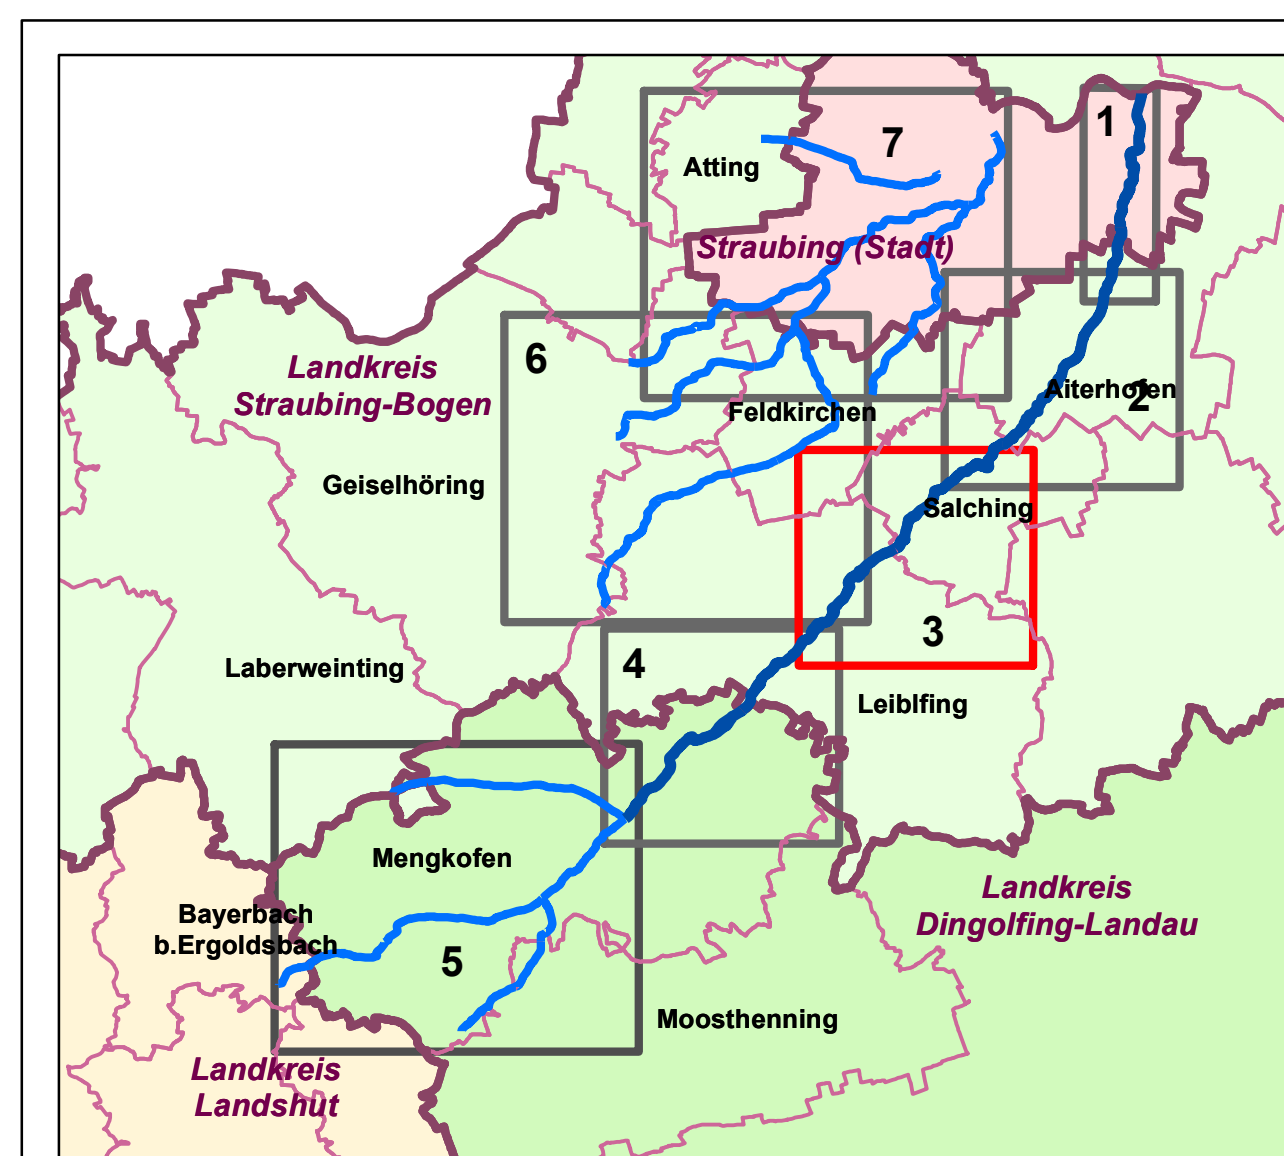 1
7
Atting
Straubing (Stadt)
6
Landkreis
Straubing-Bogen
Aiterhofen
2
Feldkirchen
Geiselhöring
Salching
3
4
Laberweinting
Leiblfing
Mengkofen
Landkreis
Dingolfing-Landau
Bayerbach
b.Ergoldsbach
5
Moosthenning
Landkreis
Landshut